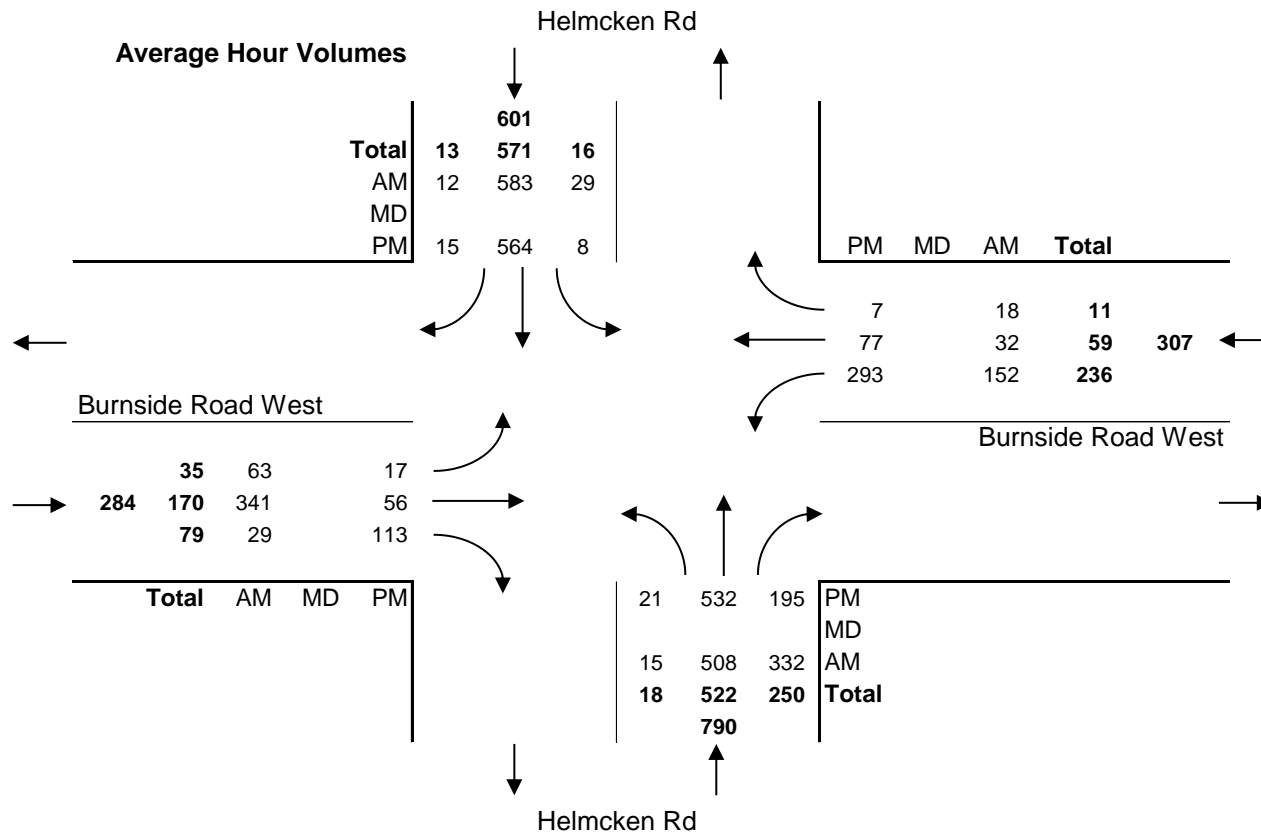 Helmcken Rd
Average Hour Volumes
601
Total 13 571 16
AM 12 583 29
MD
PM 15 564 8
PM MD AM Total
7 18 11
77 32 59 307
293 152 236
Burnside Road West
Burnside Road West
35 63 17
284 170 341 56
79 29 113
Total AM MD PM
21 532 195 PM
MD
15 508 332 AM
18 522 250 Total
790
Helmcken Rd